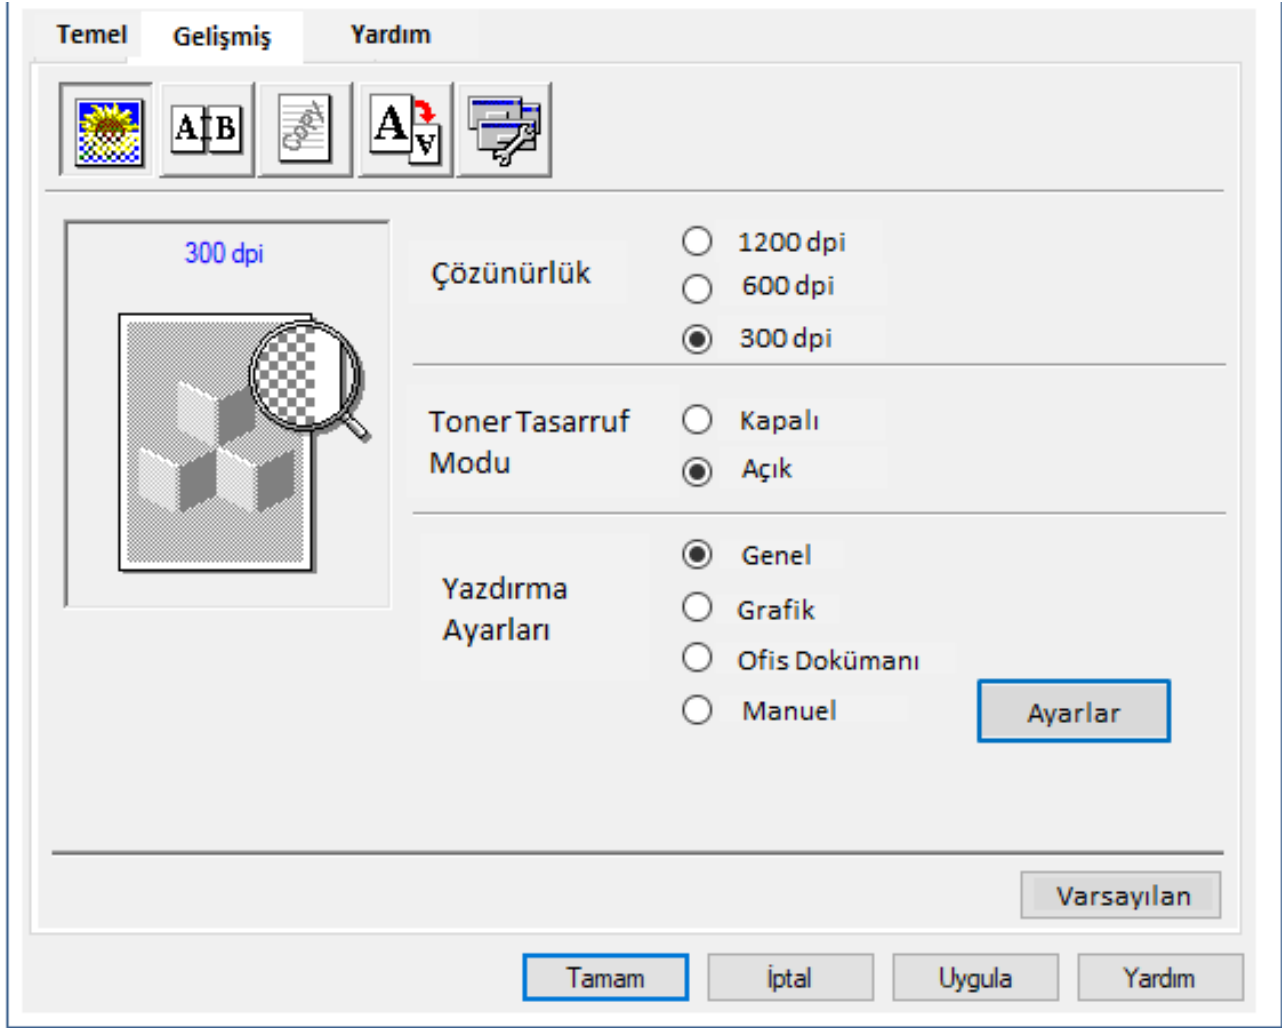 Temel Gelişmiş Yardım
A B COPY A A
300 dpi
Çözünürlük
1200 dpi
600 dpi
300 dpi
Toner Tasarruf
Modu
Kapalı
Açık
Yazdırma
Ayarları
Genel
Grafik
Ofis Dokümanı
Manuel
Ayarlar
Varsayılan
Tamam İptal Uygula Yardım